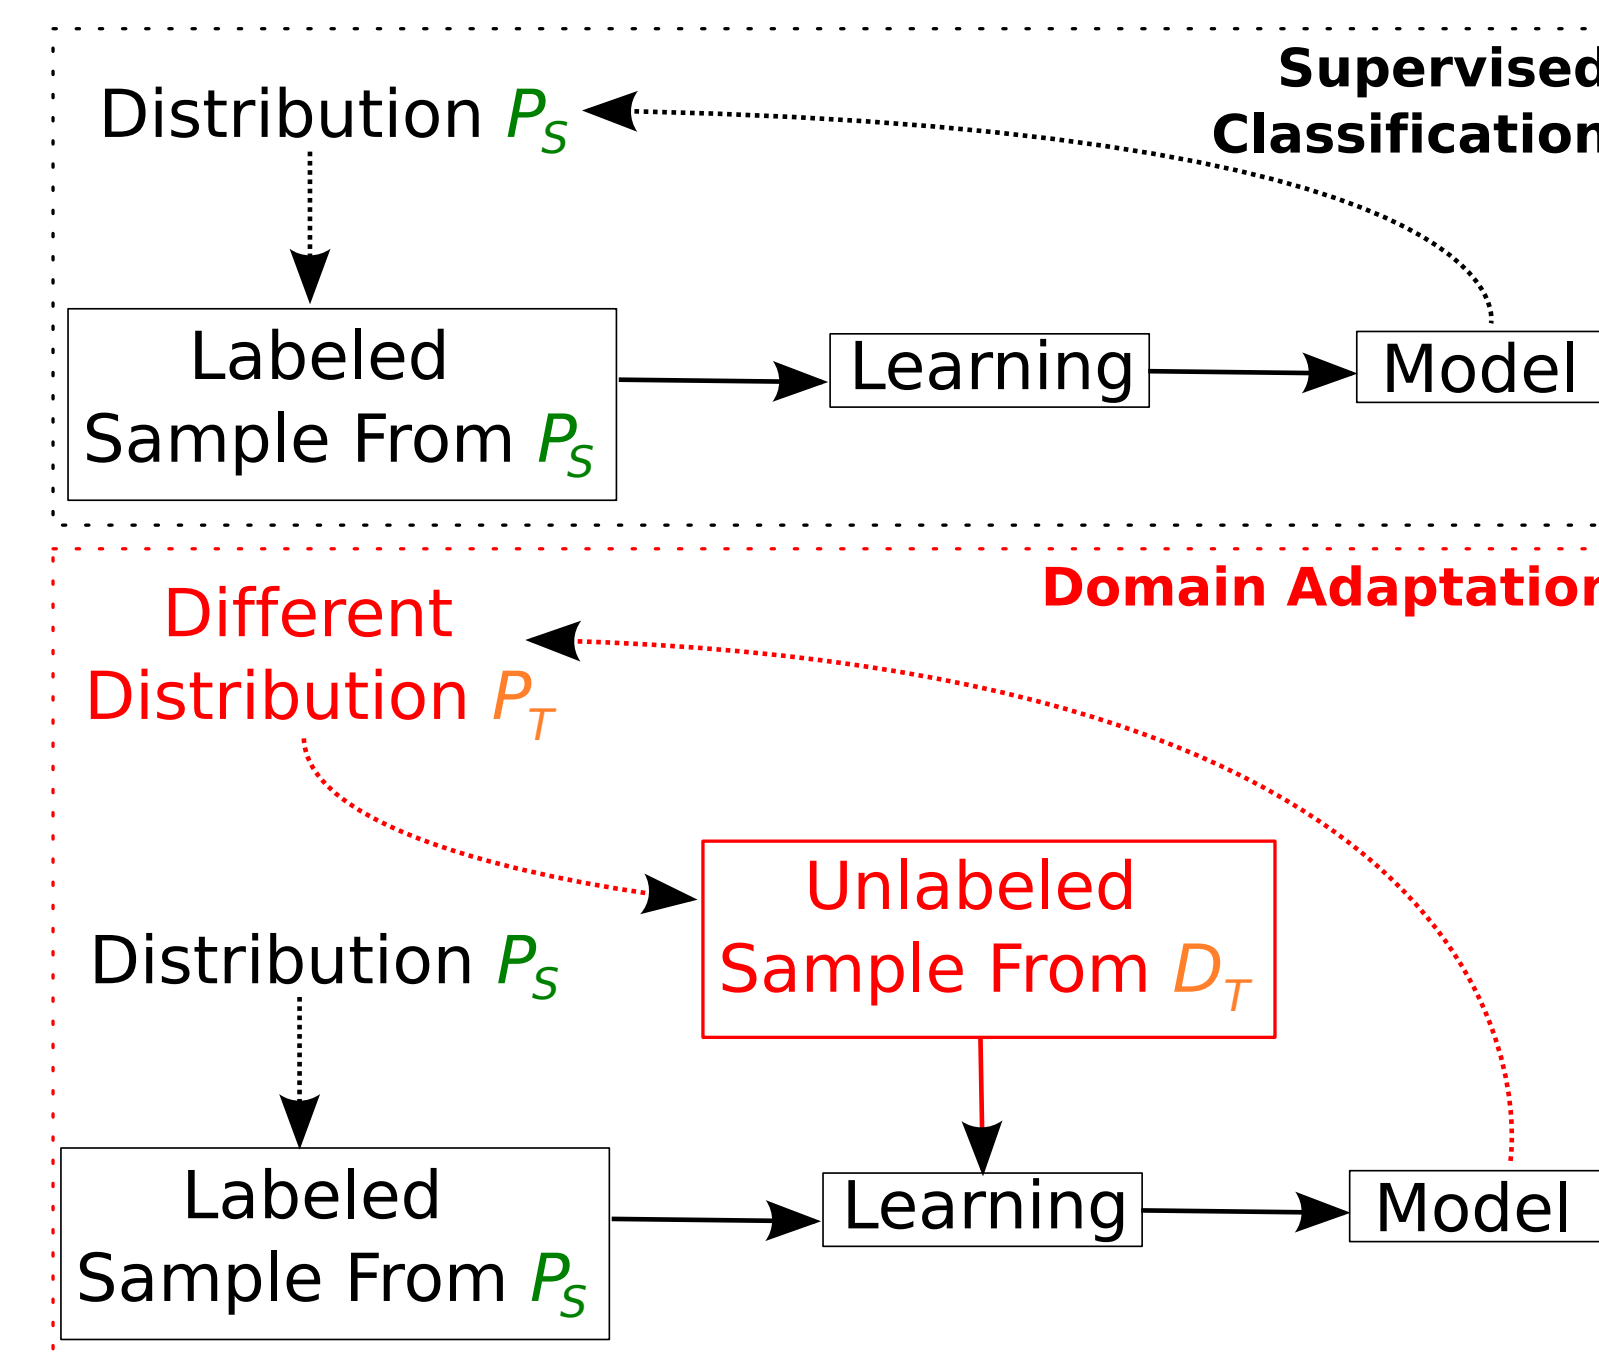 Supervised
Classification
Distribution P_S
Labeled
Sample From P_S
Learning
Model
Domain Adaptation
Different
Distribution P_T
Unlabeled
Sample From D_T
Distribution P_S
Labeled
Sample From P_S
Learning
Model